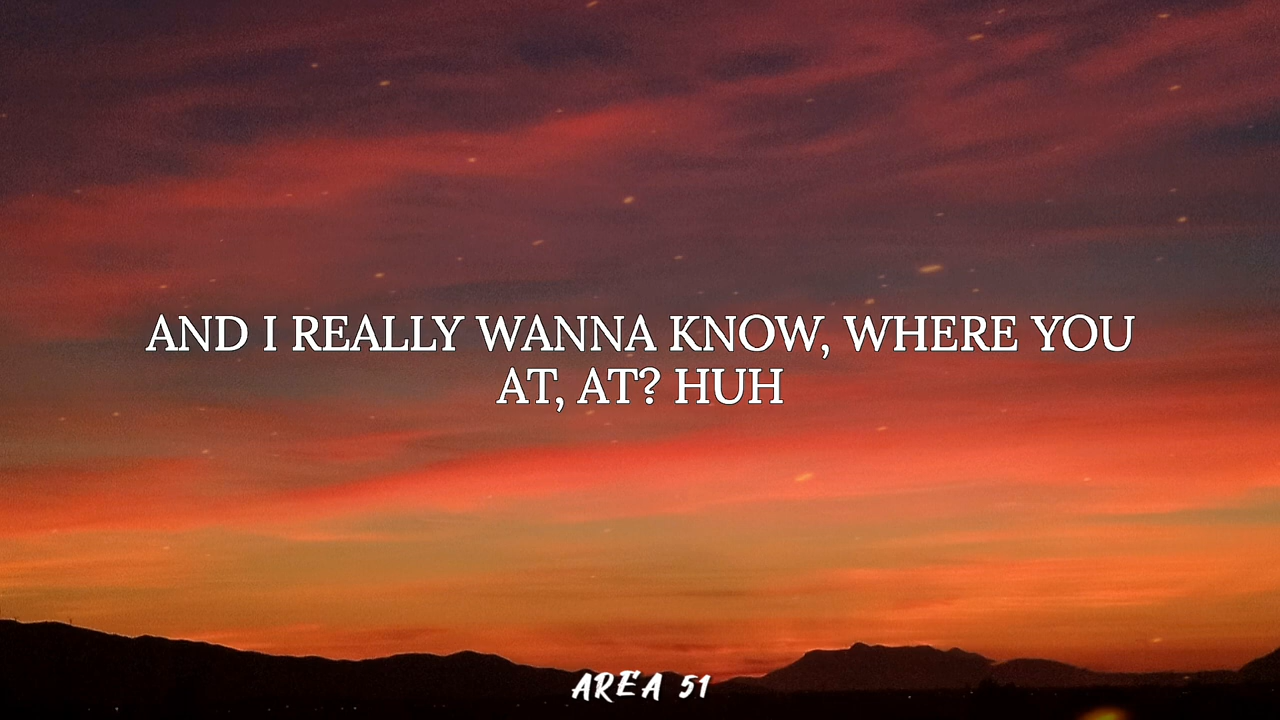 AND I REALLY WANNA KNOW, WHERE YOU
AT, AT? HUH
AREA 51